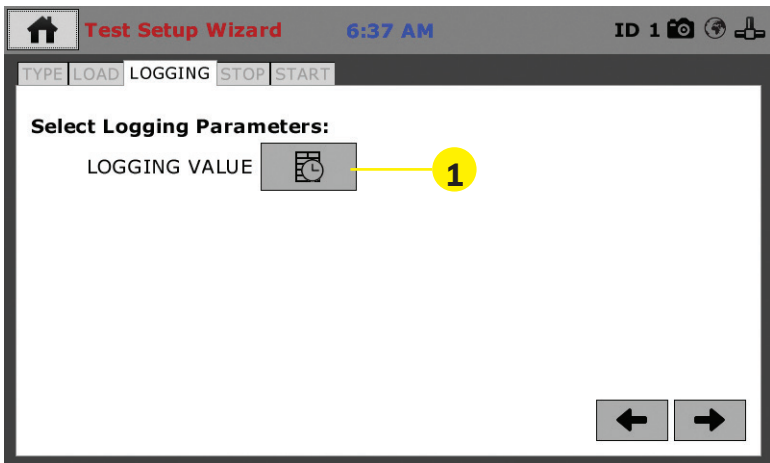 Test Setup Wizard 6:37 AM ID 1
TYPE LOAD LOGGING STOP START
Select Logging Parameters:
LOGGING VALUE 1